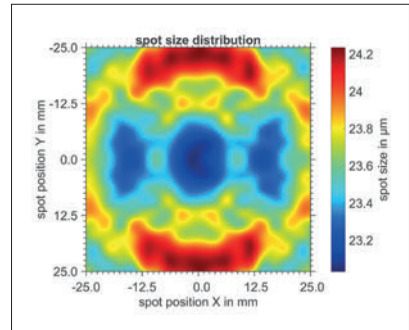 spot size distribution
-25.0
-12.5
0.0
12.5
25.0
spot position Y in mm
-25.0 -12.5 0.0 12.5 25.0
spot position X in mm
24.2
24
23.8
23.6
23.4
23.2
spot size in µm